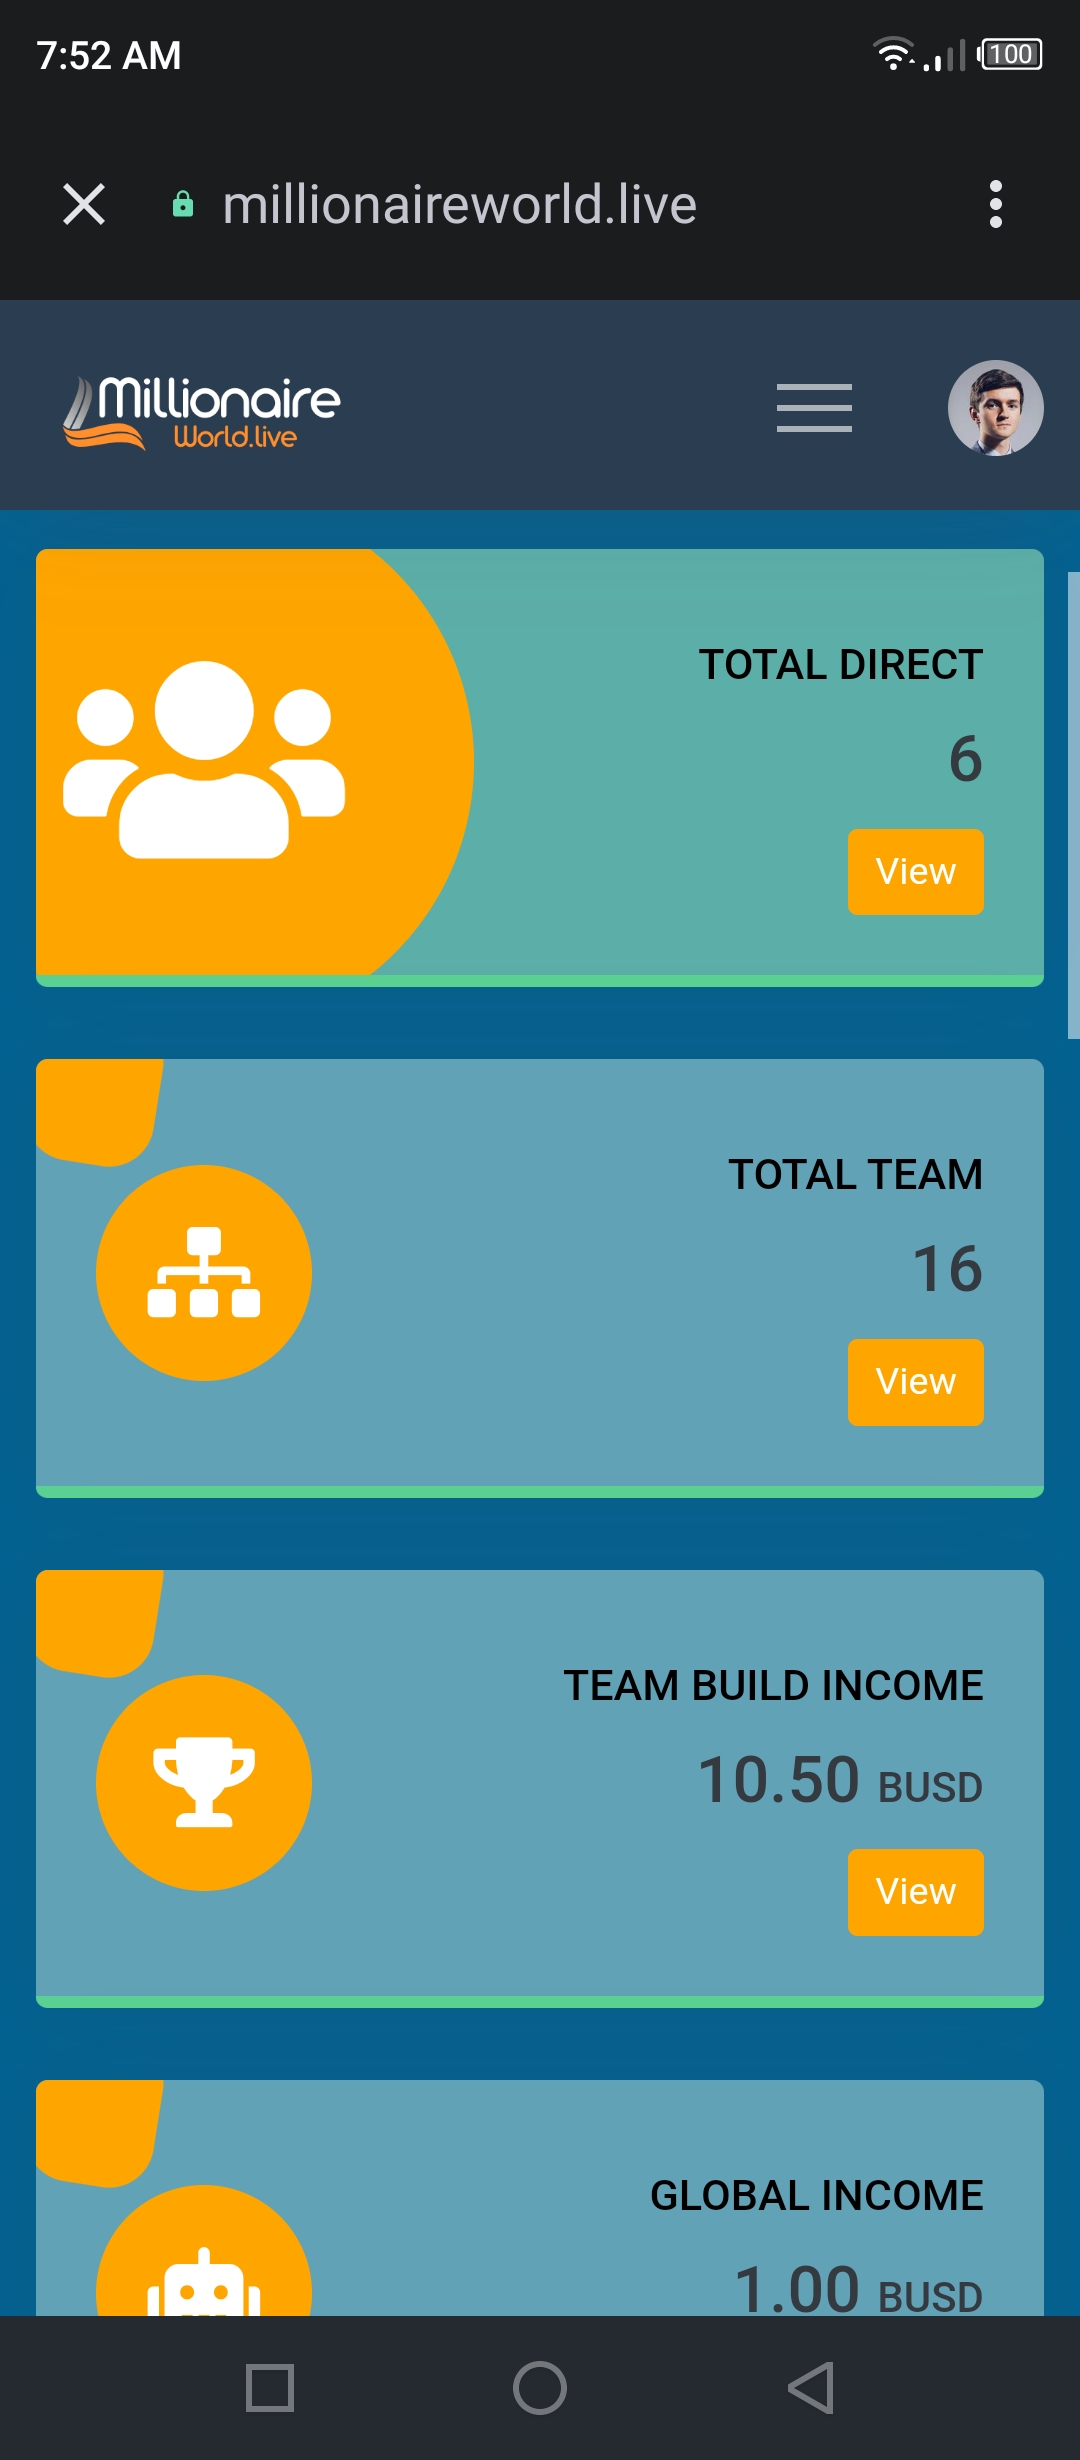 7:52 AM
100
millionaireworld.live
Millionaire
World.live
TOTAL DIRECT
6
View
TOTAL TEAM
16
View
TEAM BUILD INCOME
10.50 BUSD
View
GLOBAL INCOME
1.00 BUSD